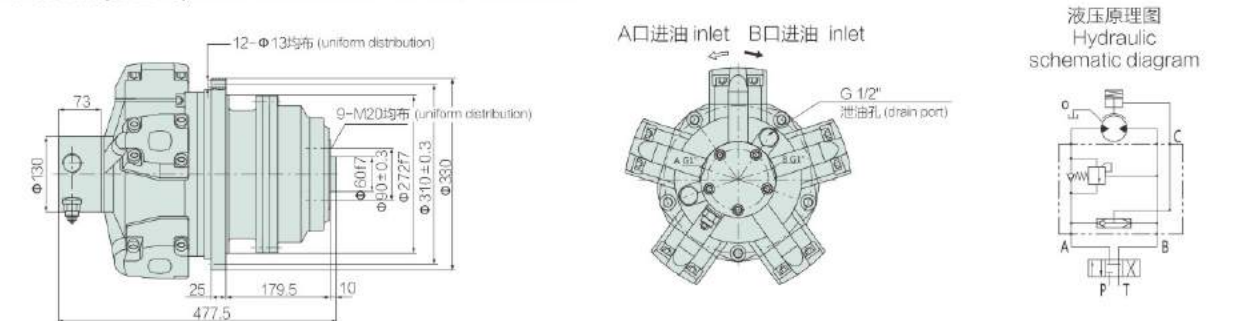 12-Φ13均布 (uniform distribution)
73
9-M20均布 (uniform distribution)
Φ130
Φ60f7
Φ90±0.3
Φ272f7
Φ310±0.3
Φ330
25
179.5
10
477.5
A口进油 inlet B口进油 inlet
G 1/2"
泄油孔 (drain port)
A G1"
B G1"
液压原理图
Hydraulic
schematic diagram
C
A
B
P T